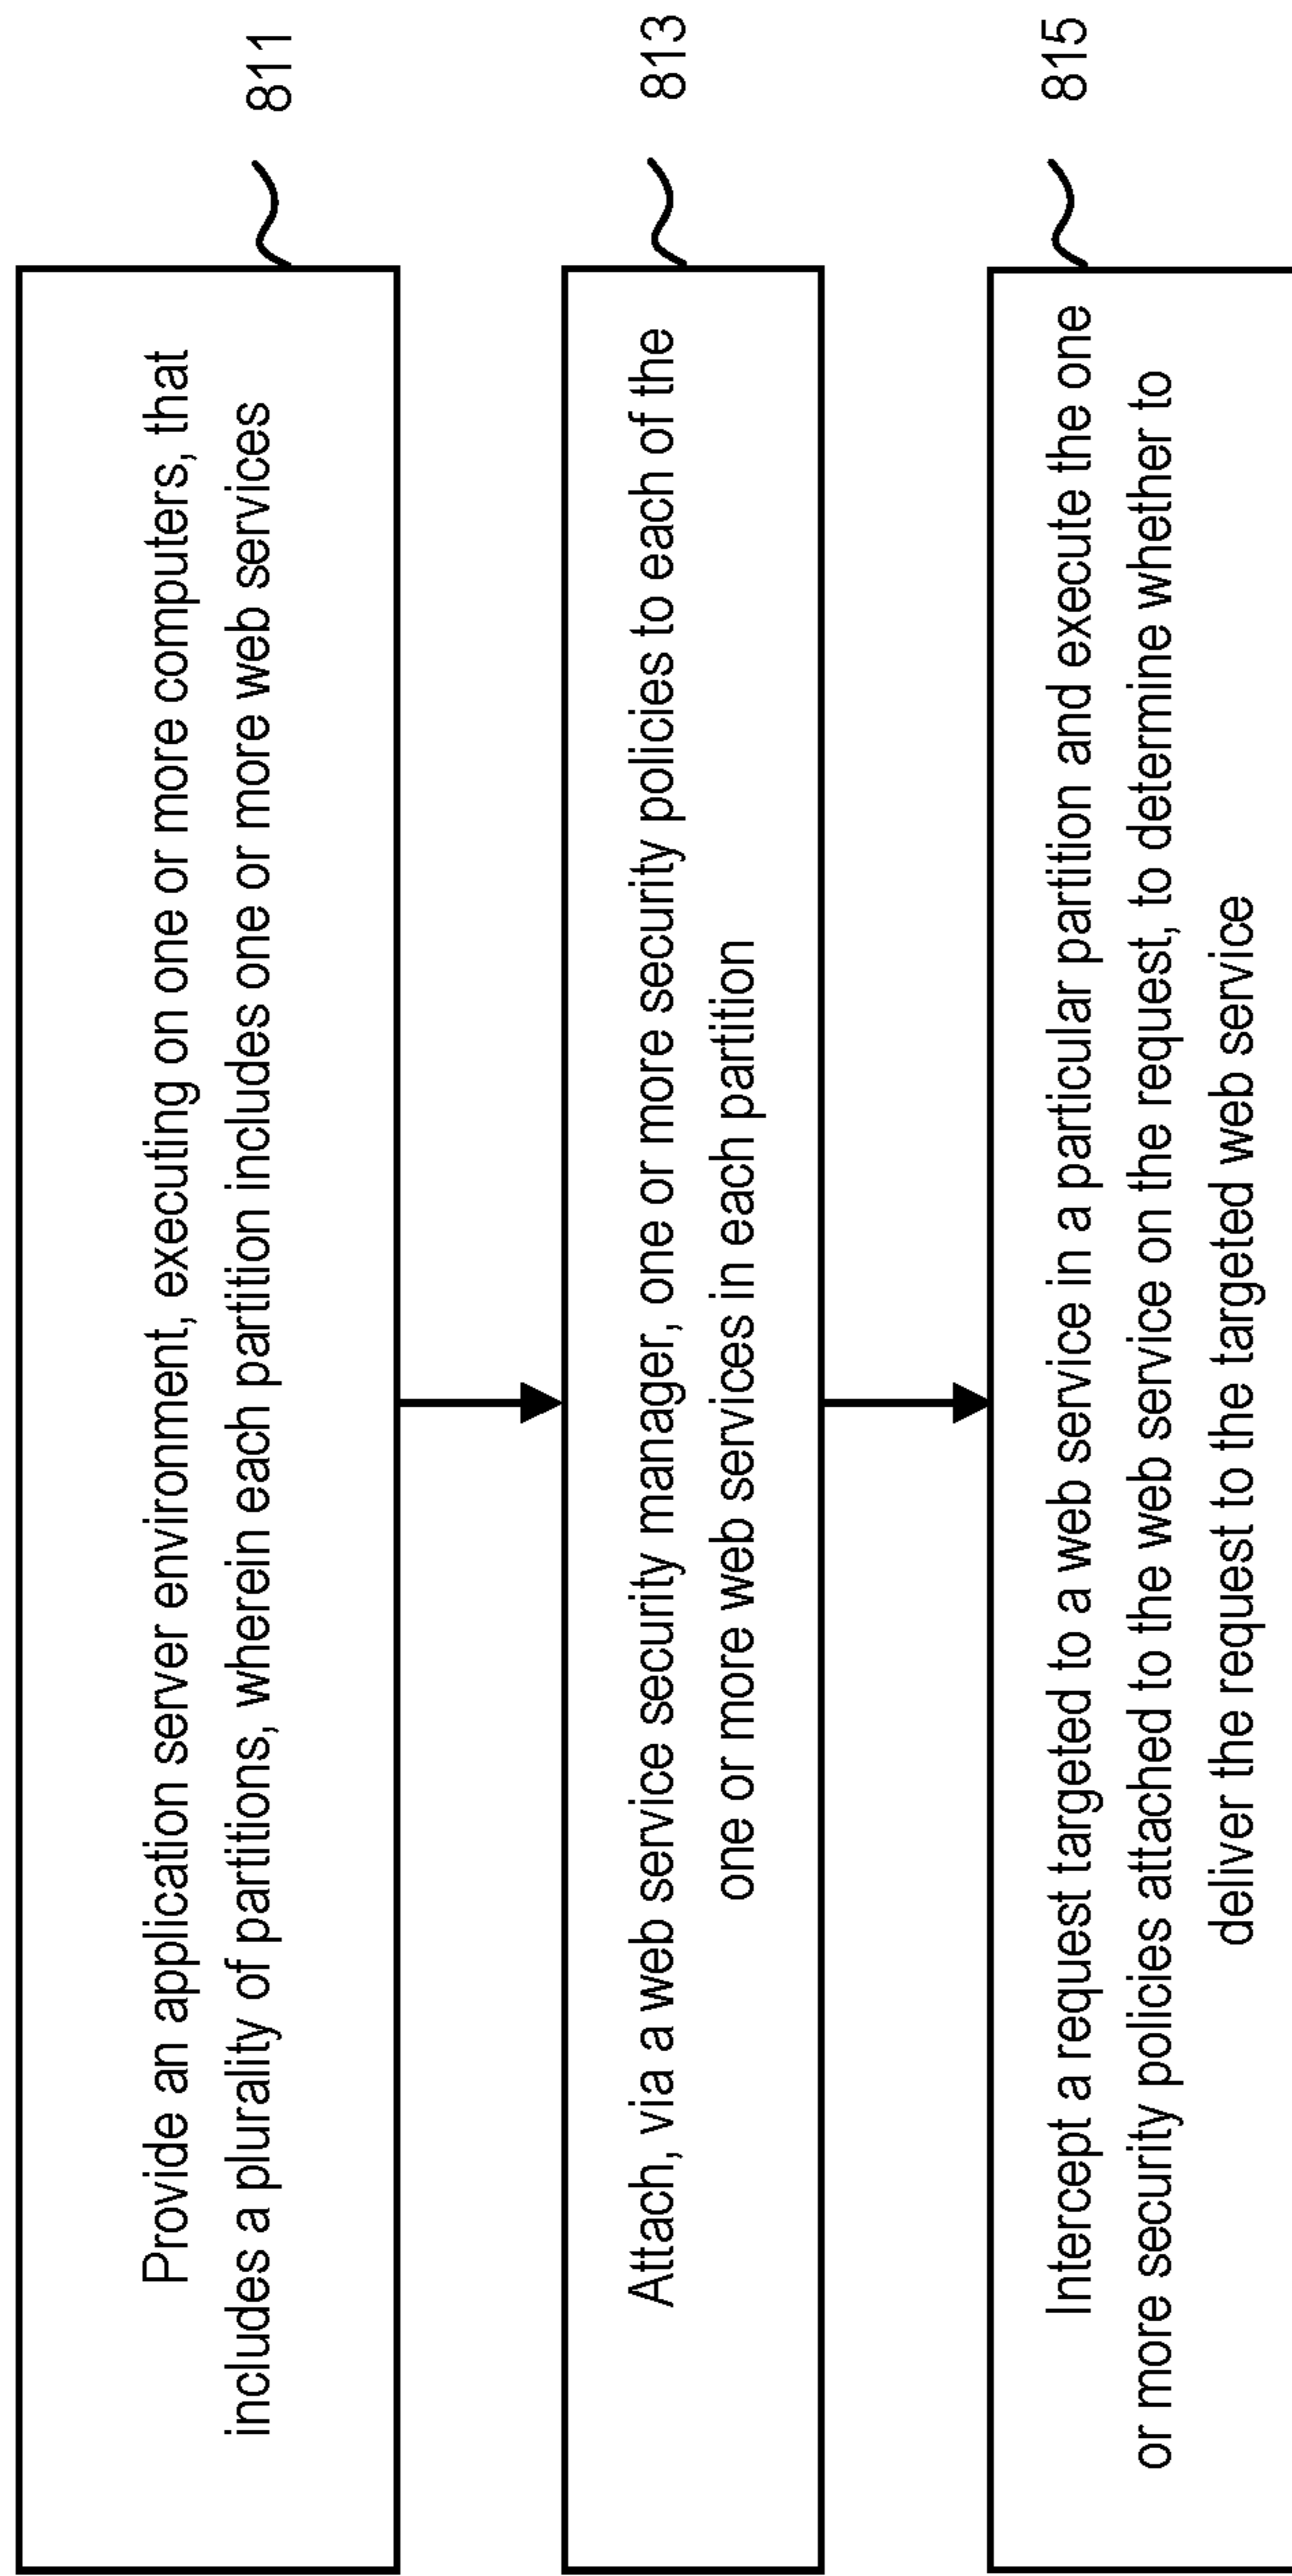 Provide an application server environment, executing on one or more computers, that
includes a plurality of partitions, wherein each partition includes one or more web services
811
Attach, via a web service security manager, one or more security policies to each of the
one or more web services in each partition
813
Intercept a request targeted to a web service in a particular partition and execute the one
or more security policies attached to the web service on the request, to determine whether to
deliver the request to the targeted web service
815